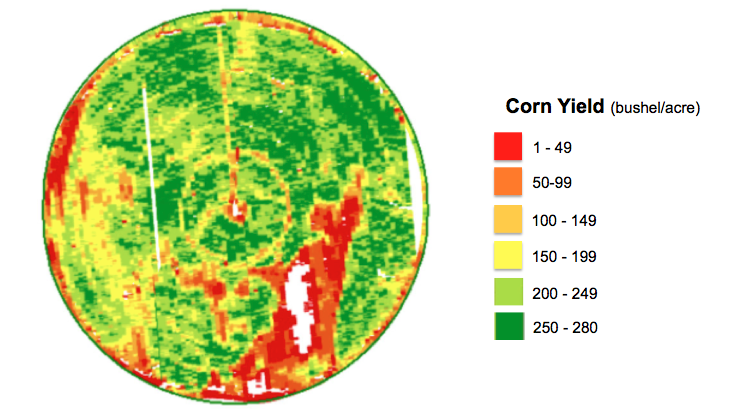 Corn Yield (bushel/acre)
1 - 49
50-99
100 - 149
150 - 199
200 - 249
250 - 280